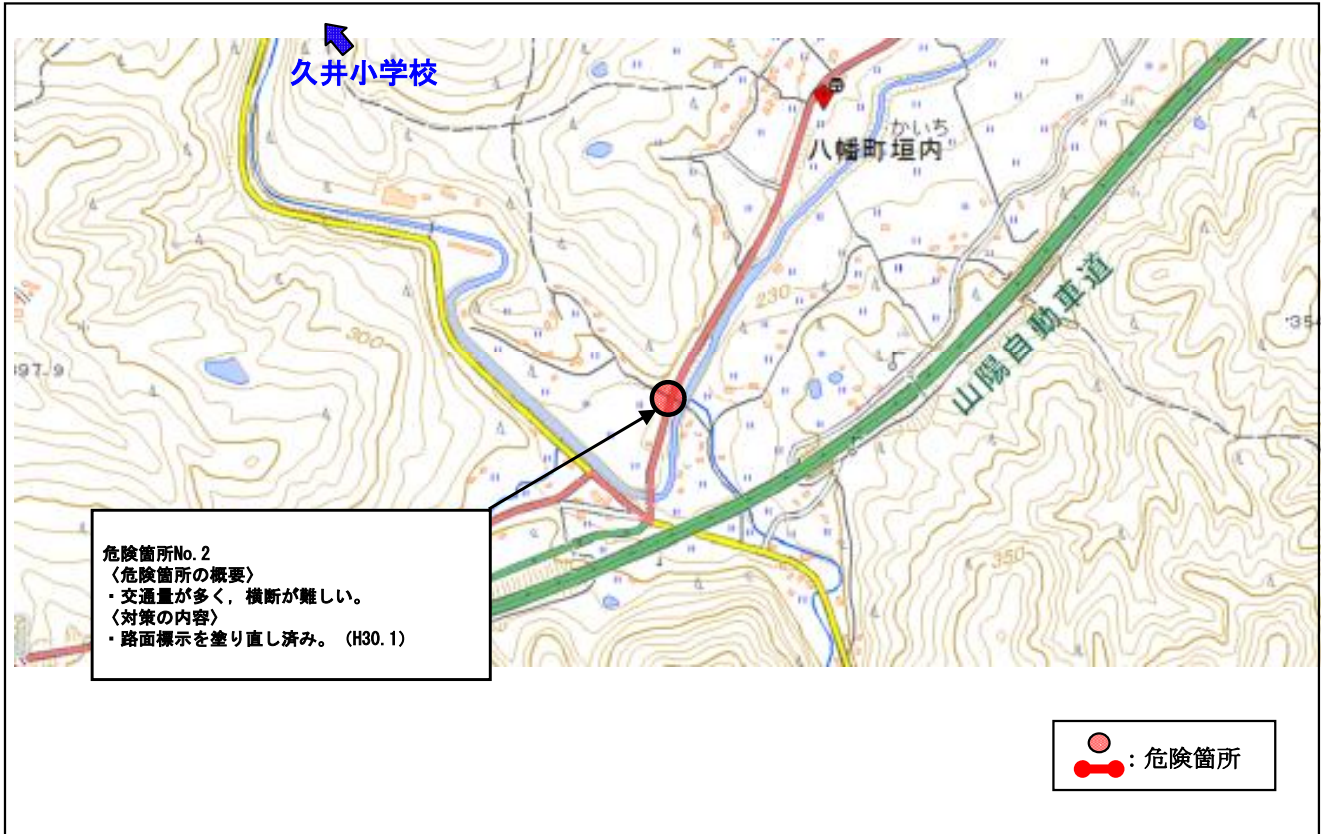 久井小学校
かいち
八幡町垣内
230
300
397.9
山陽自動車道
350
危険箇所No.2
〈危険箇所の概要〉
・交通量が多く，横断が難しい。
〈対策の内容〉
・路面標示を塗り直し済み。（H30.1）
：危険箇所